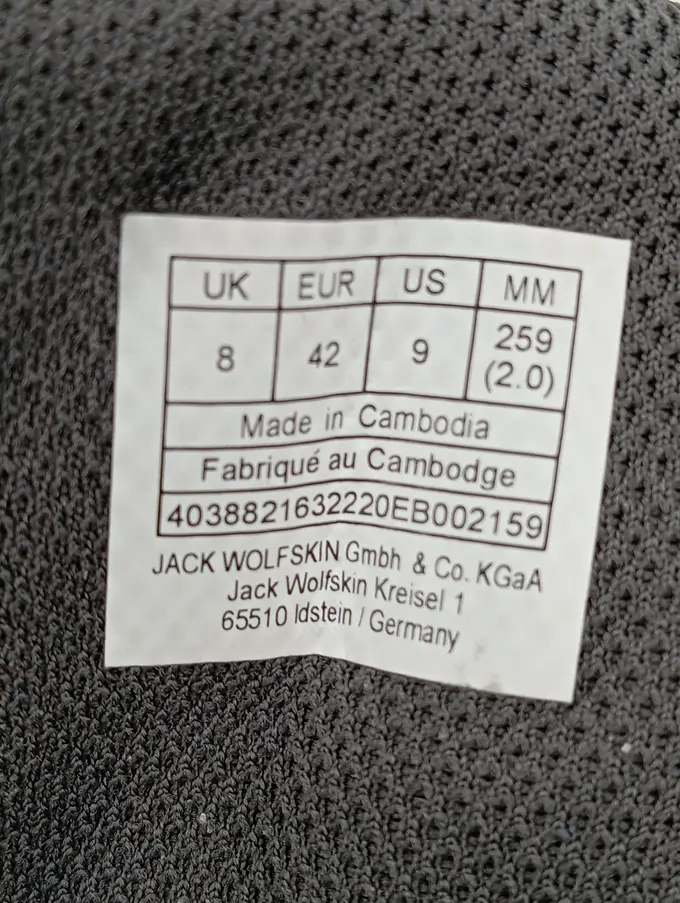 UK EUR US MM
8 42 9 259 (2.0)
Made in Cambodia
Fabriqué au Cambodge
4038821632220EB002159
JACK WOLFSKIN Gmbh & Co. KGaA
Jack Wolfskin Kreisel 1
65510 Idstein / Germany